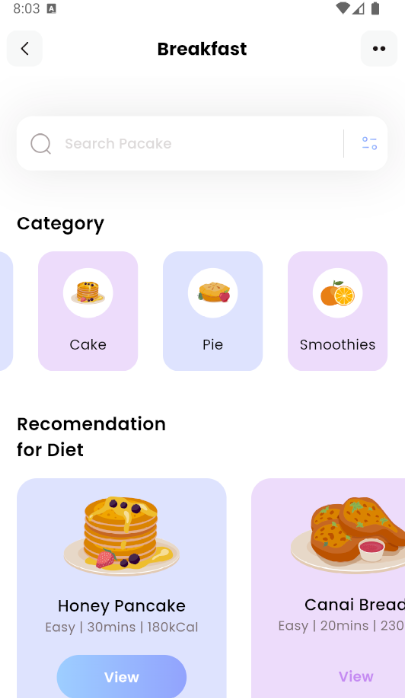 8:03 A
Breakfast
Search Pacake
Category
Cake
Pie
Smoothies
Recomendation
for Diet
Honey Pancake
Easy | 30mins | 180kCal
View
Canai Bread
Easy | 20mins | 230
View